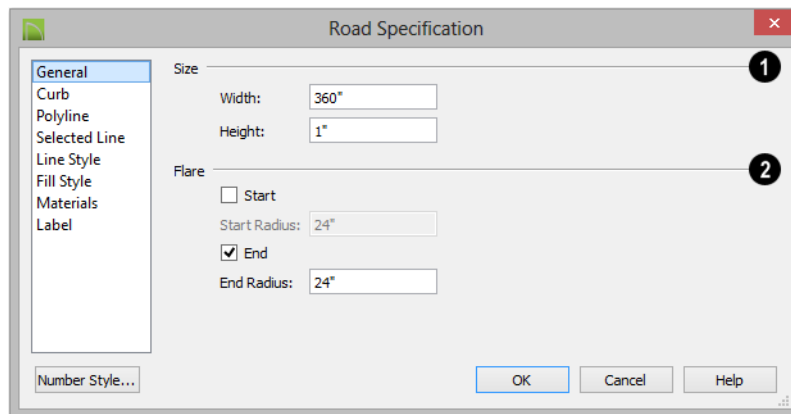 Road Specification
General
Curb
Polyline
Selected Line
Line Style
Fill Style
Materials
Label
Size
1
Width: 360"
Height: 1"
Flare
2
Start
Start Radius: 24"
End
End Radius: 24"
Number Style...
OK
Cancel
Help